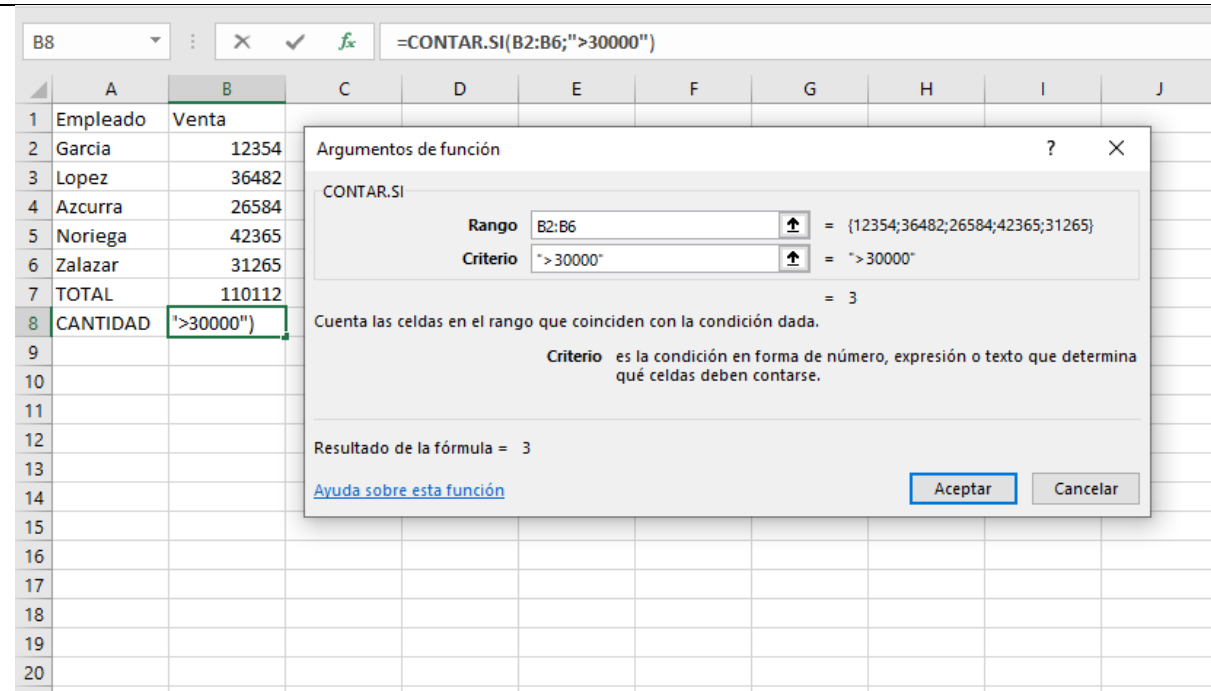 B8 fx =CONTAR.SI(B2:B6;">30000")
A B C D E F G H I J
1 Empleado Venta
2 Garcia 12354
3 Lopez 36482
4 Azcurra 26584
5 Noriega 42365
6 Zalazar 31265
7 TOTAL 110112
8 CANTIDAD ">30000")
9
10
11
12
13
14
15
16
17
18
19
20
Argumentos de función ? ×
CONTAR.SI
Rango B2:B6 = {12354;36482;26584;42365;31265}
Criterio ">30000" = ">30000"
= 3
Cuenta las celdas en el rango que coinciden con la condición dada.
Criterio es la condición en forma de número, expresión o texto que determina
qué celdas deben contarse.
Resultado de la fórmula = 3
Ayuda sobre esta función Aceptar Cancelar